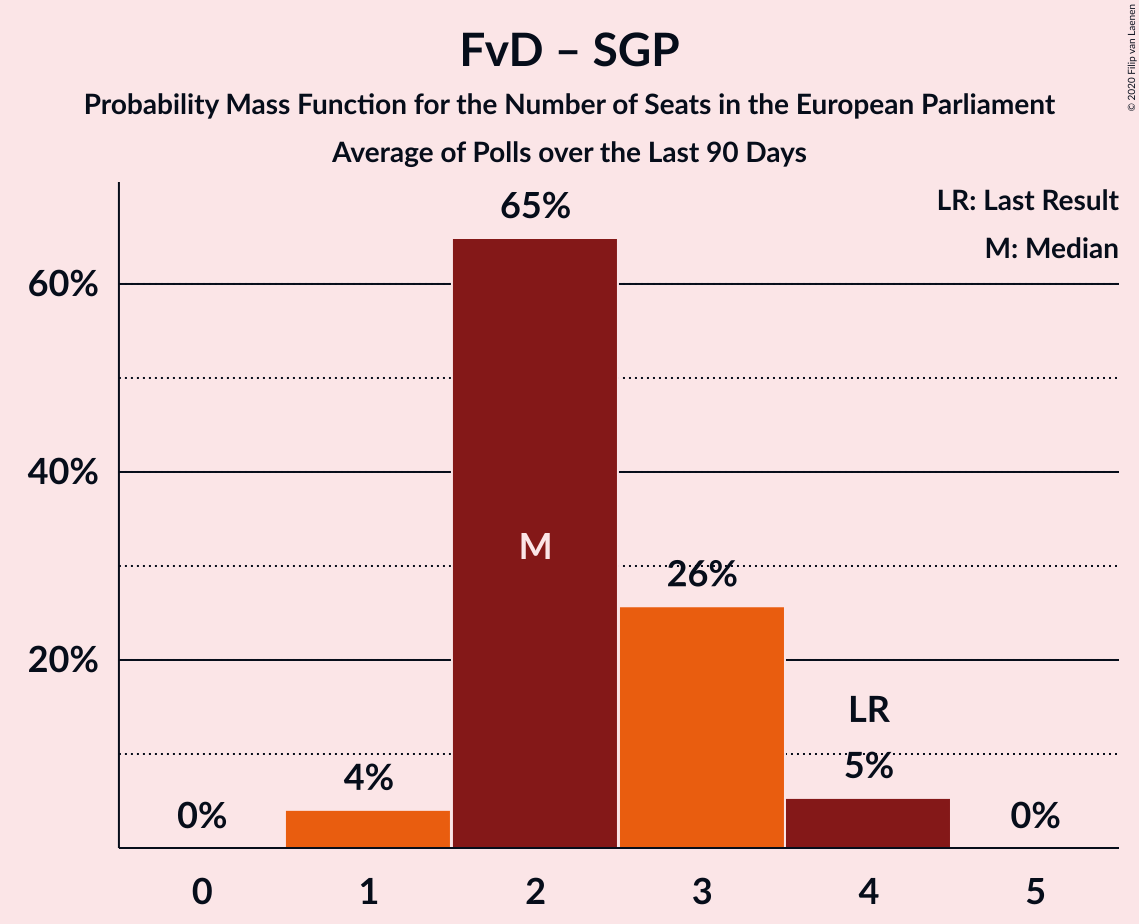 FvD – SGP
Probability Mass Function for the Number of Seats in the European Parliament
Average of Polls over the Last 90 Days
© 2020 Filip van Laenen
LR: Last Result
M: Median
60%
40%
20%
0%
4%
65%
M
26%
LR
5%
0%
0 1 2 3 4 5